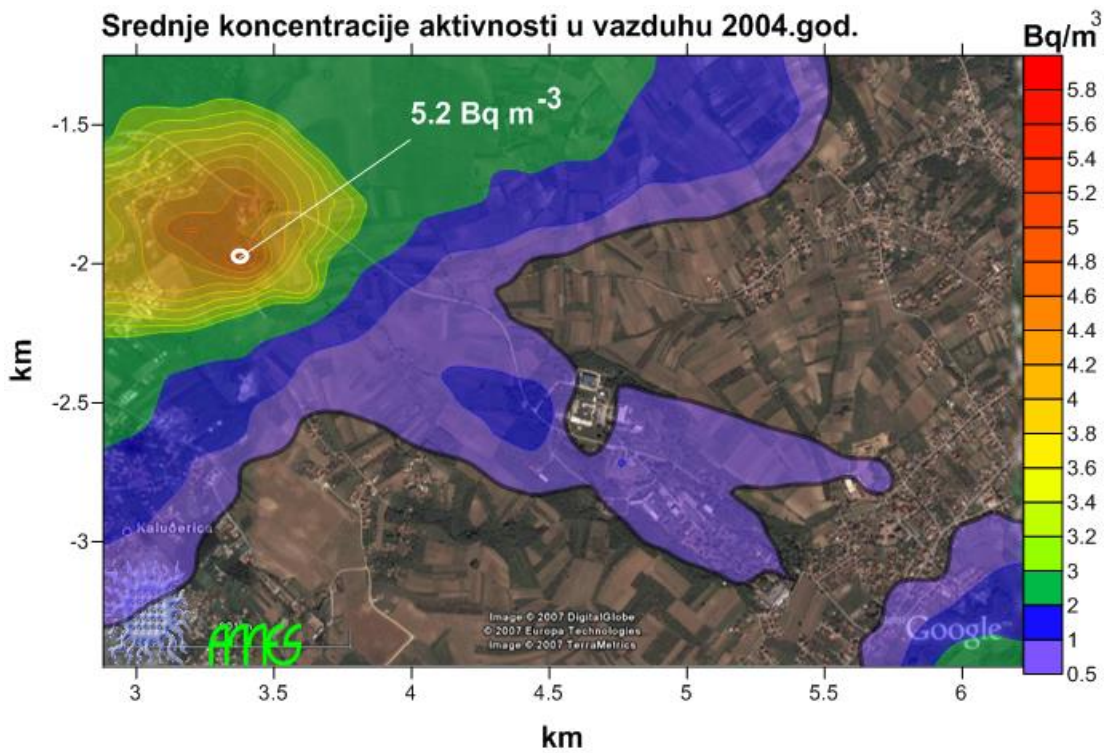 Srednje koncentracije aktivnosti u vazduhu 2004.god.
Bq/m³
5.2 Bq m⁻³
5.8
5.6
5.4
5.2
5
4.8
4.6
4.4
4.2
4
3.8
3.6
3.4
3.2
3
2
1
0.5
-1.5
-2
-2.5
-3
km
Kaluđerica
AMES
Image © 2007 DigitalGlobe
© 2007 Europa Technologies
Image © 2007 TerraMetrics
Google
3
3.5
4
4.5
5
5.5
6
km